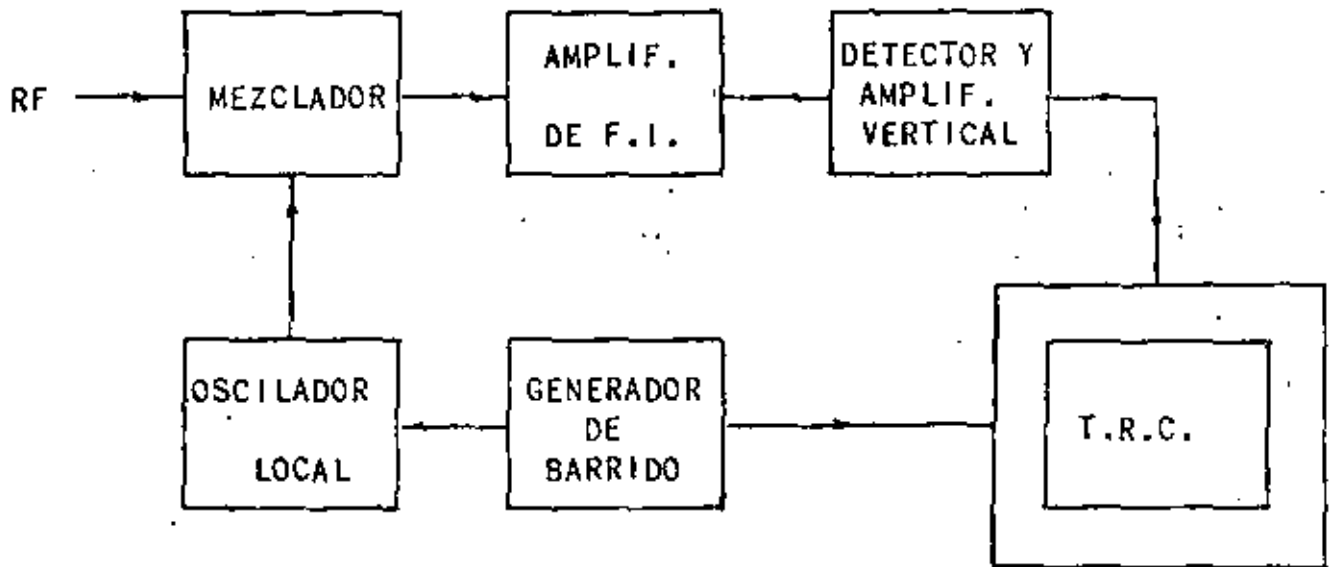 RF
MEZCLADOR
AMPLIF.
DE F.I.
DETECTOR Y
AMPLIF.
VERTICAL
OSCILADOR
LOCAL
GENERADOR
DE
BARRIDO
T.R.C.